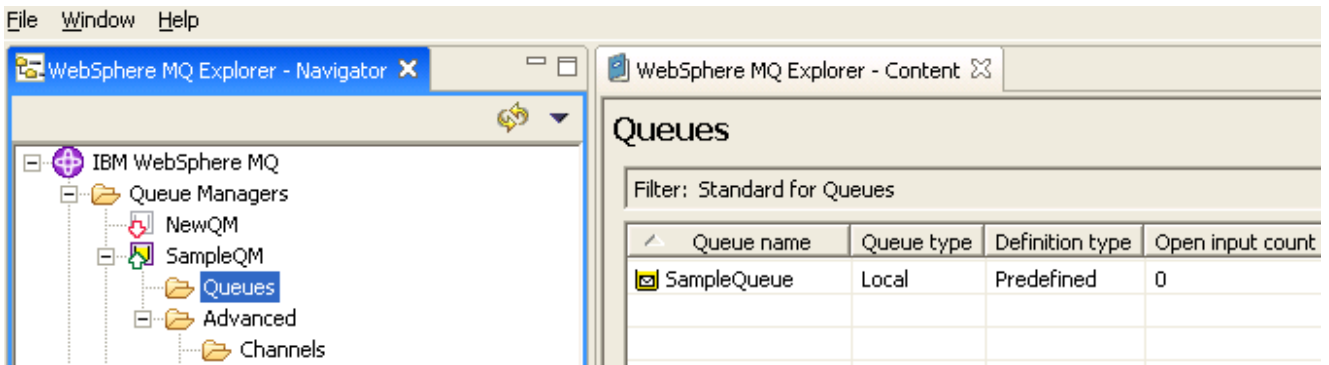 File Window Help
WebSphere MQ Explorer - Navigator
WebSphere MQ Explorer - Content
IBM WebSphere MQ
Queue Managers
NewQM
SampleQM
Queues
Advanced
Channels
Queues
Filter: Standard for Queues
Queue name Queue type Definition type Open input count
SampleQueue Local Predefined 0